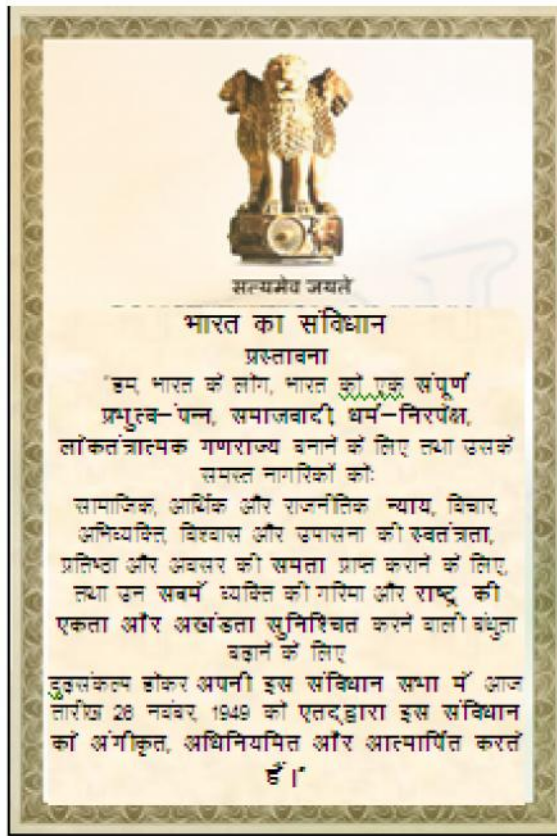 सत्यमेव जयते
भारत का संविधान
प्रस्तावना
"हम, भारत के लोग, भारत को एक संपूर्ण
प्रभुत्व–पन्न, समाजवादी, धर्म–निरपेक्ष,
लोकतंत्रात्मक गणराज्य बनाने के लिए तथा उसके
समस्त नागरिकों को:
सामाजिक, आर्थिक और राजनीतिक न्याय, विचार,
अभिव्यक्ति, विश्वास और उपासना की स्वतंत्रता,
प्रतिष्ठा और अवसर की समता प्राप्त कराने के लिए,
तथा उन सबमें व्यक्ति की गरिमा और राष्ट्र की
एकता और अखंडता सुनिश्चित करने वाली बंधुता
बढ़ाने के लिए
दृढ़संकल्प होकर अपनी इस संविधान सभा में आज
तारीख 26 नवंबर, 1949 को एतद्द्वारा इस संविधान
को अंगीकृत, अधिनियमित और आत्मार्पित करते
हैं।"